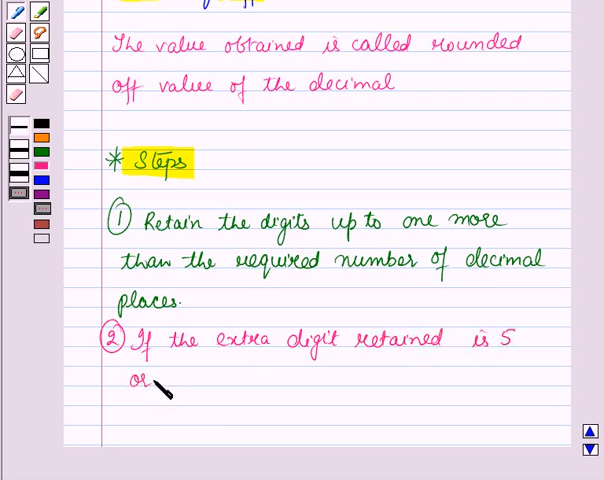 The value obtained is called rounded
off value of the decimal
* Steps
① Retain the digits up to one more
than the required number of decimal
places.
② If the extra digit retained is 5
or